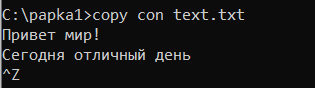 C:\papka1>copy con text.txt
Привет мир!
Сегодня отличный день
^Z